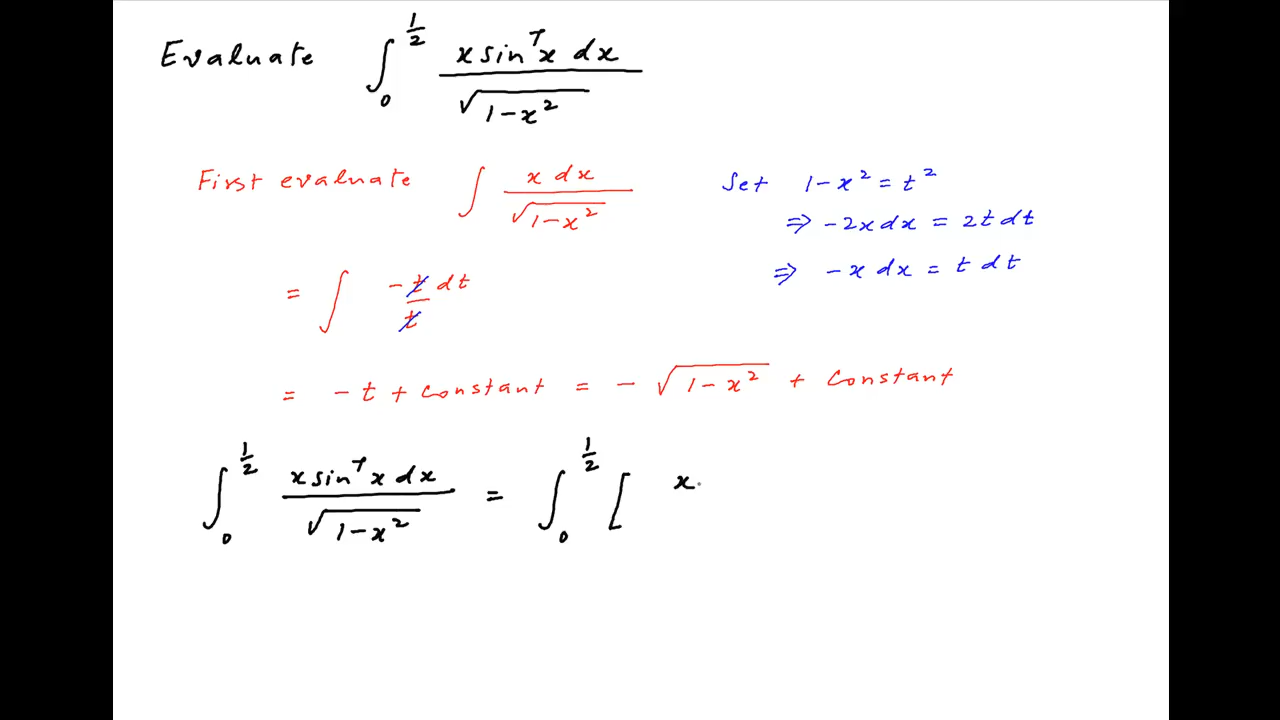 Evaluate ∫₀^{1/2} x sin⁻¹x dx / √(1-x²)
First evaluate ∫ x dx / √(1-x²)    Set 1-x² = t²
⇒ -2x dx = 2t dt
= ∫ -t dt / t    ⇒ -x dx = t dt
= -t + constant = -√(1-x²) + constant
∫₀^{1/2} x sin⁻¹x dx / √(1-x²) = ∫₀^{1/2} [ x